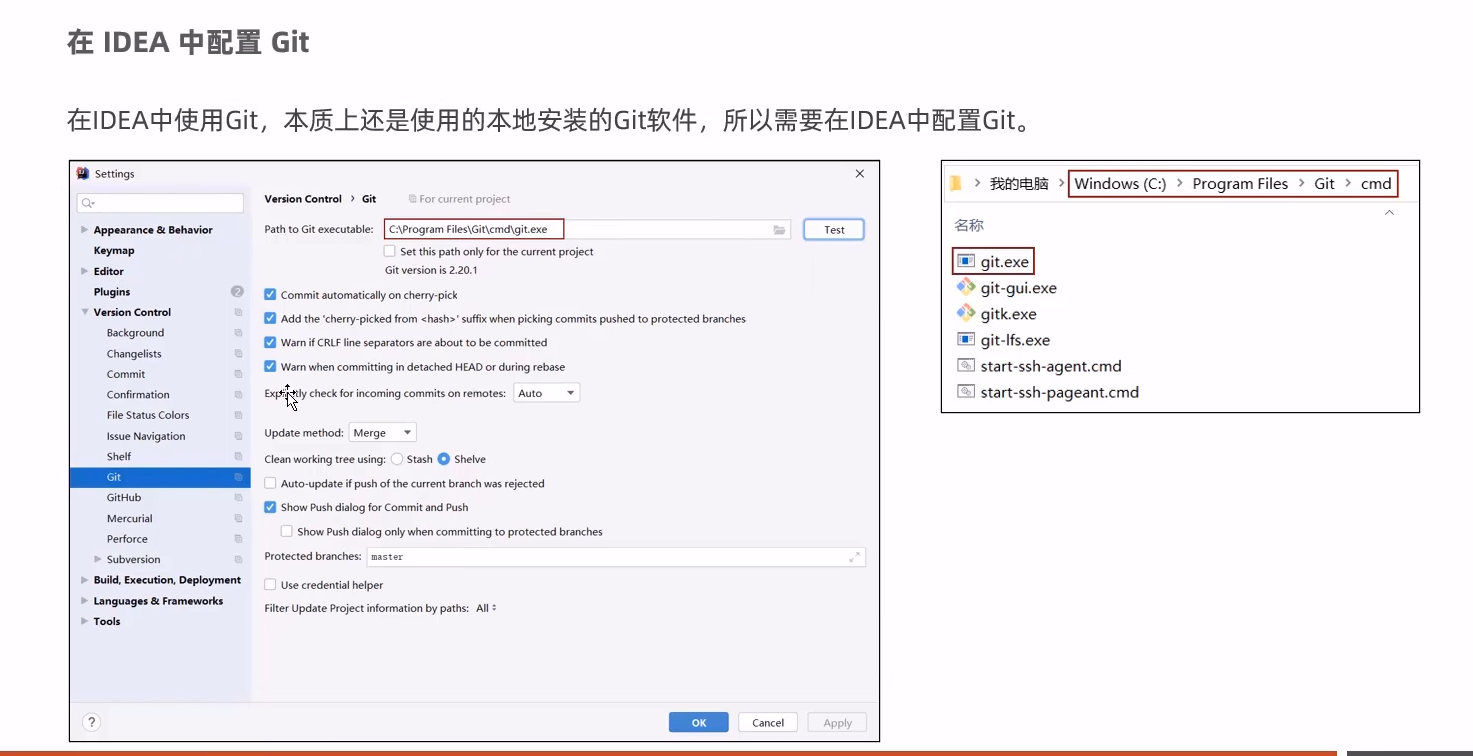 在 IDEA 中配置 Git
在IDEA中使用Git，本质上还是使用的本地安装的Git软件，所以需要在IDEA中配置Git。
Settings
Appearance & Behavior
Keymap
Editor
Plugins 2
Version Control
Background
Changelists
Commit
Confirmation
File Status Colors
Issue Navigation
Shelf
Git
GitHub
Mercurial
Perforce
Subversion
Build, Execution, Deployment
Languages & Frameworks
Tools
Version Control › Git For current project
Path to Git executable: C:\Program Files\Git\cmd\git.exe Test
Set this path only for the current project
Git version is 2.20.1
Commit automatically on cherry-pick
Add the 'cherry-picked from <hash>' suffix when picking commits pushed to protected branches
Warn if CRLF line separators are about to be committed
Warn when committing in detached HEAD or during rebase
Explicitly check for incoming commits on remotes: Auto
Update method: Merge
Clean working tree using: Stash Shelve
Auto-update if push of the current branch was rejected
Show Push dialog for Commit and Push
Show Push dialog only when committing to protected branches
Protected branches: master
Use credential helper
Filter Update Project information by paths: All
? OK Cancel Apply
› 我的电脑 › Windows (C:) › Program Files › Git › cmd
名称
git.exe
git-gui.exe
gitk.exe
git-lfs.exe
start-ssh-agent.cmd
start-ssh-pageant.cmd